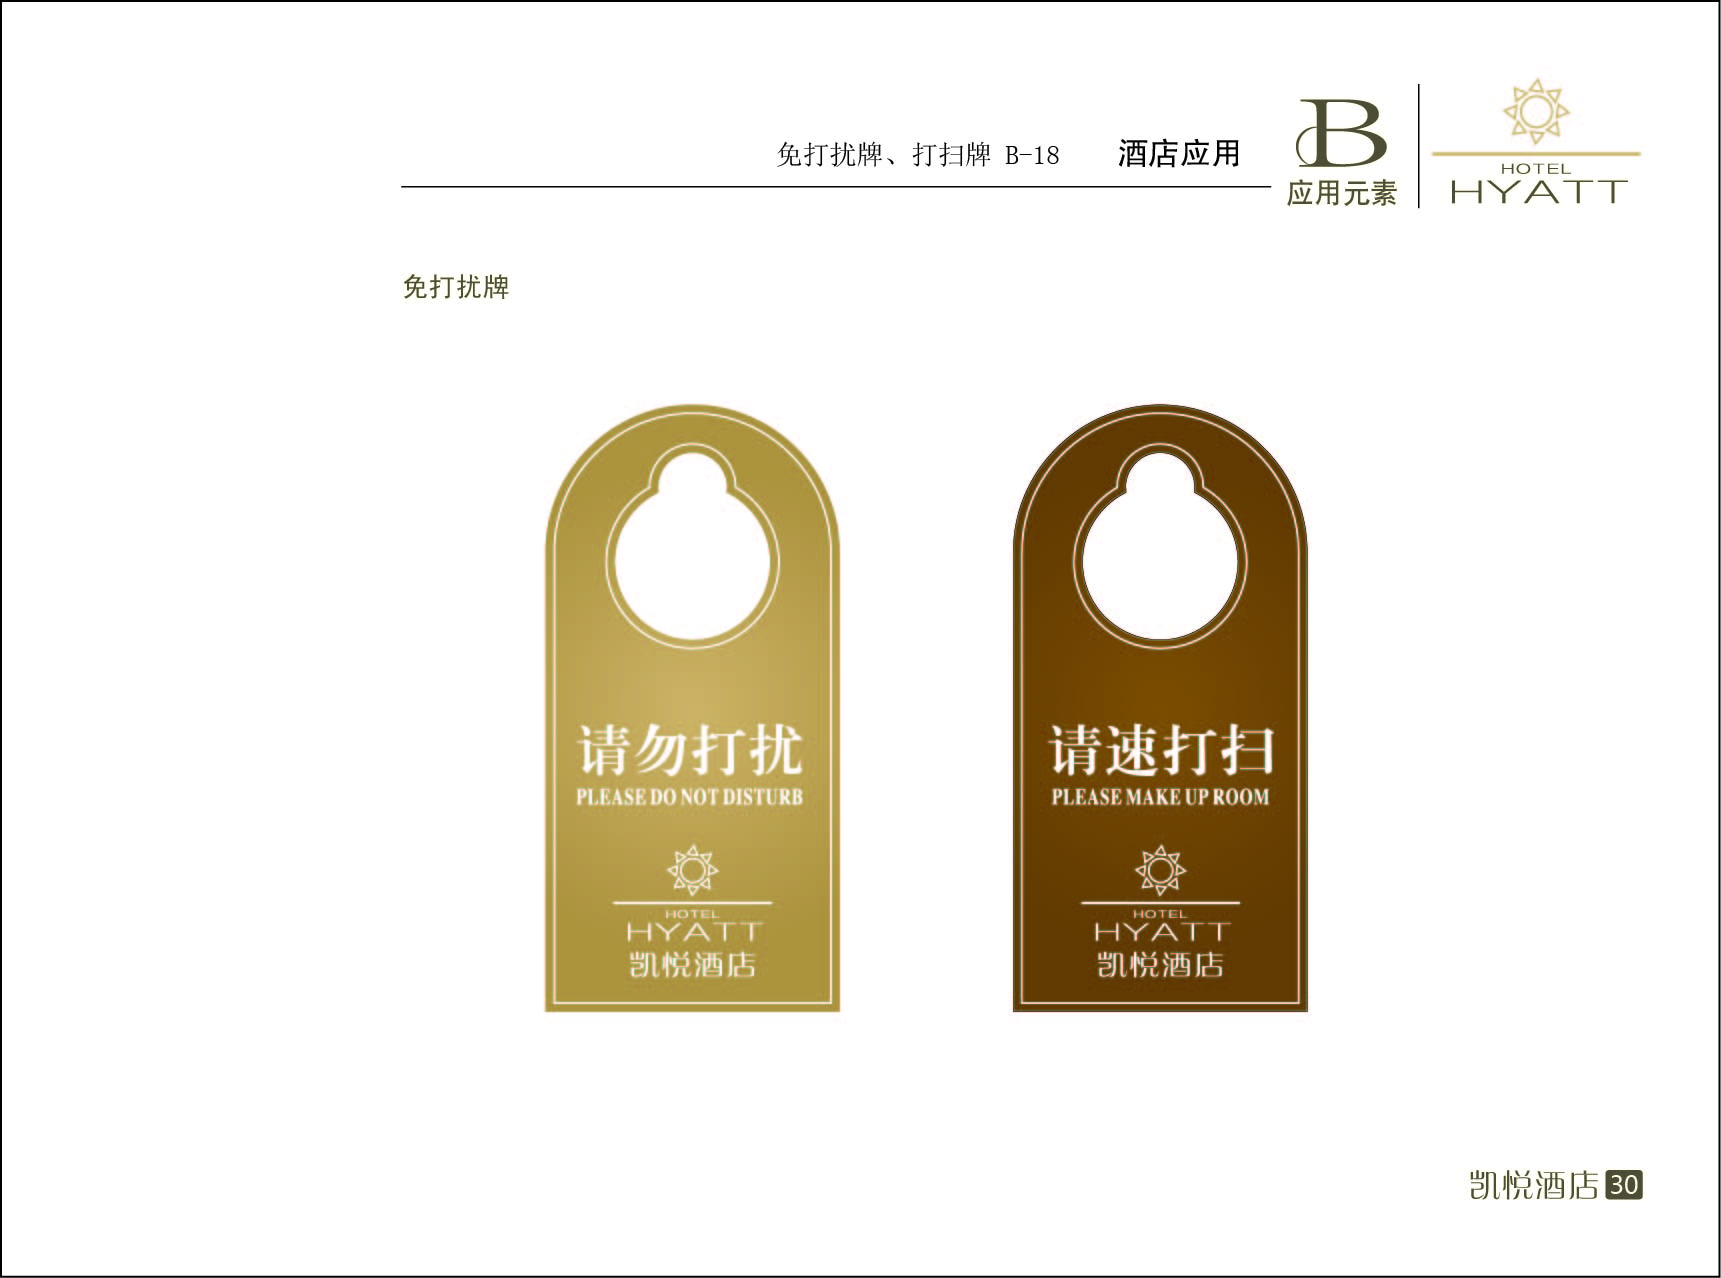 免打扰牌、打扫牌 B-18 酒店应用
B
应用元素
HOTEL
HYATT
免打扰牌
请勿打扰
PLEASE DO NOT DISTURB
HOTEL
HYATT
凯悦酒店
请速打扫
PLEASE MAKE UP ROOM
HOTEL
HYATT
凯悦酒店
凯悦酒店 30